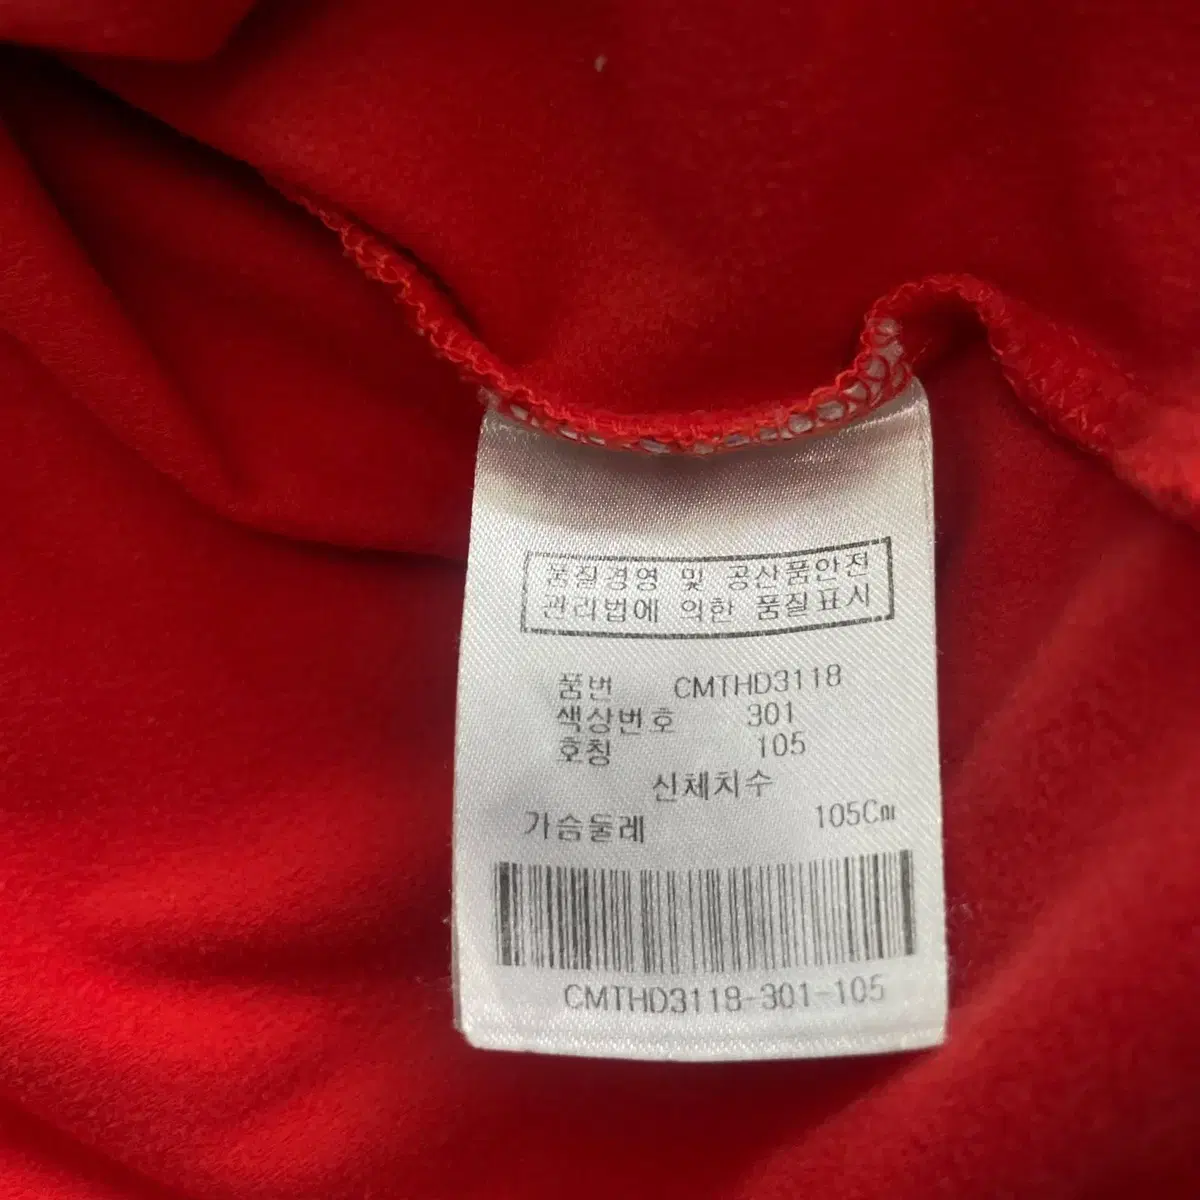 품질경영 및 공산품안전
관리법에 의한 품질표시
품번 CMTHD3118
색상번호 301
호칭 105
신체치수
가슴둘레 105Cm
CMTHD3118-301-105